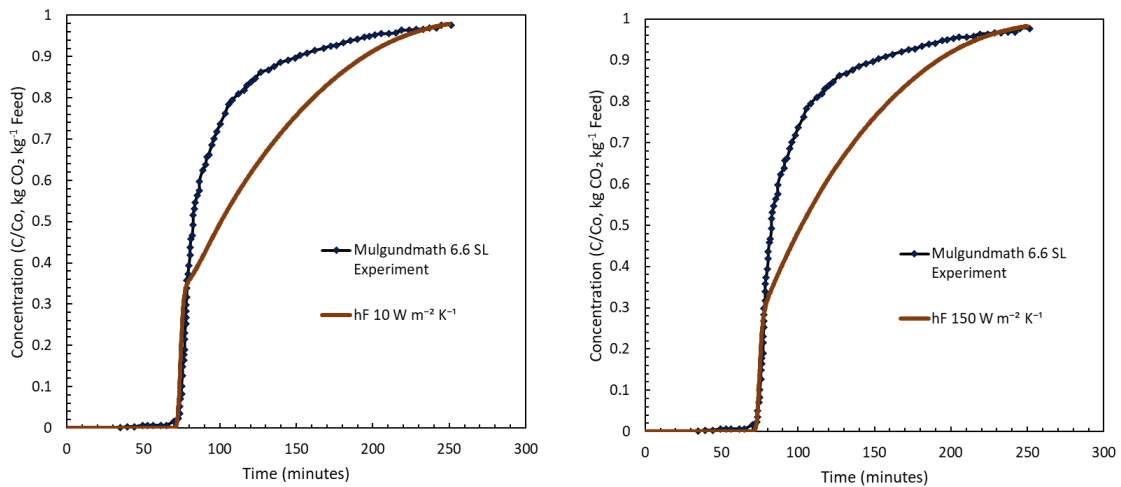 Concentration (C/Co, kg CO₂ kg⁻¹ Feed)
1
0.9
0.8
0.7
0.6
0.5
0.4
0.3
0.2
0.1
0
Mulgundmath 6.6 SL
Experiment
hF 10 W m⁻² K⁻¹
0 50 100 150 200 250 300
Time (minutes)
Concentration (C/Co, kg CO₂ kg⁻¹ Feed)
1
0.9
0.8
0.7
0.6
0.5
0.4
0.3
0.2
0.1
0
Mulgundmath 6.6 SL
Experiment
hF 150 W m⁻² K⁻¹
0 50 100 150 200 250 300
Time (minutes)